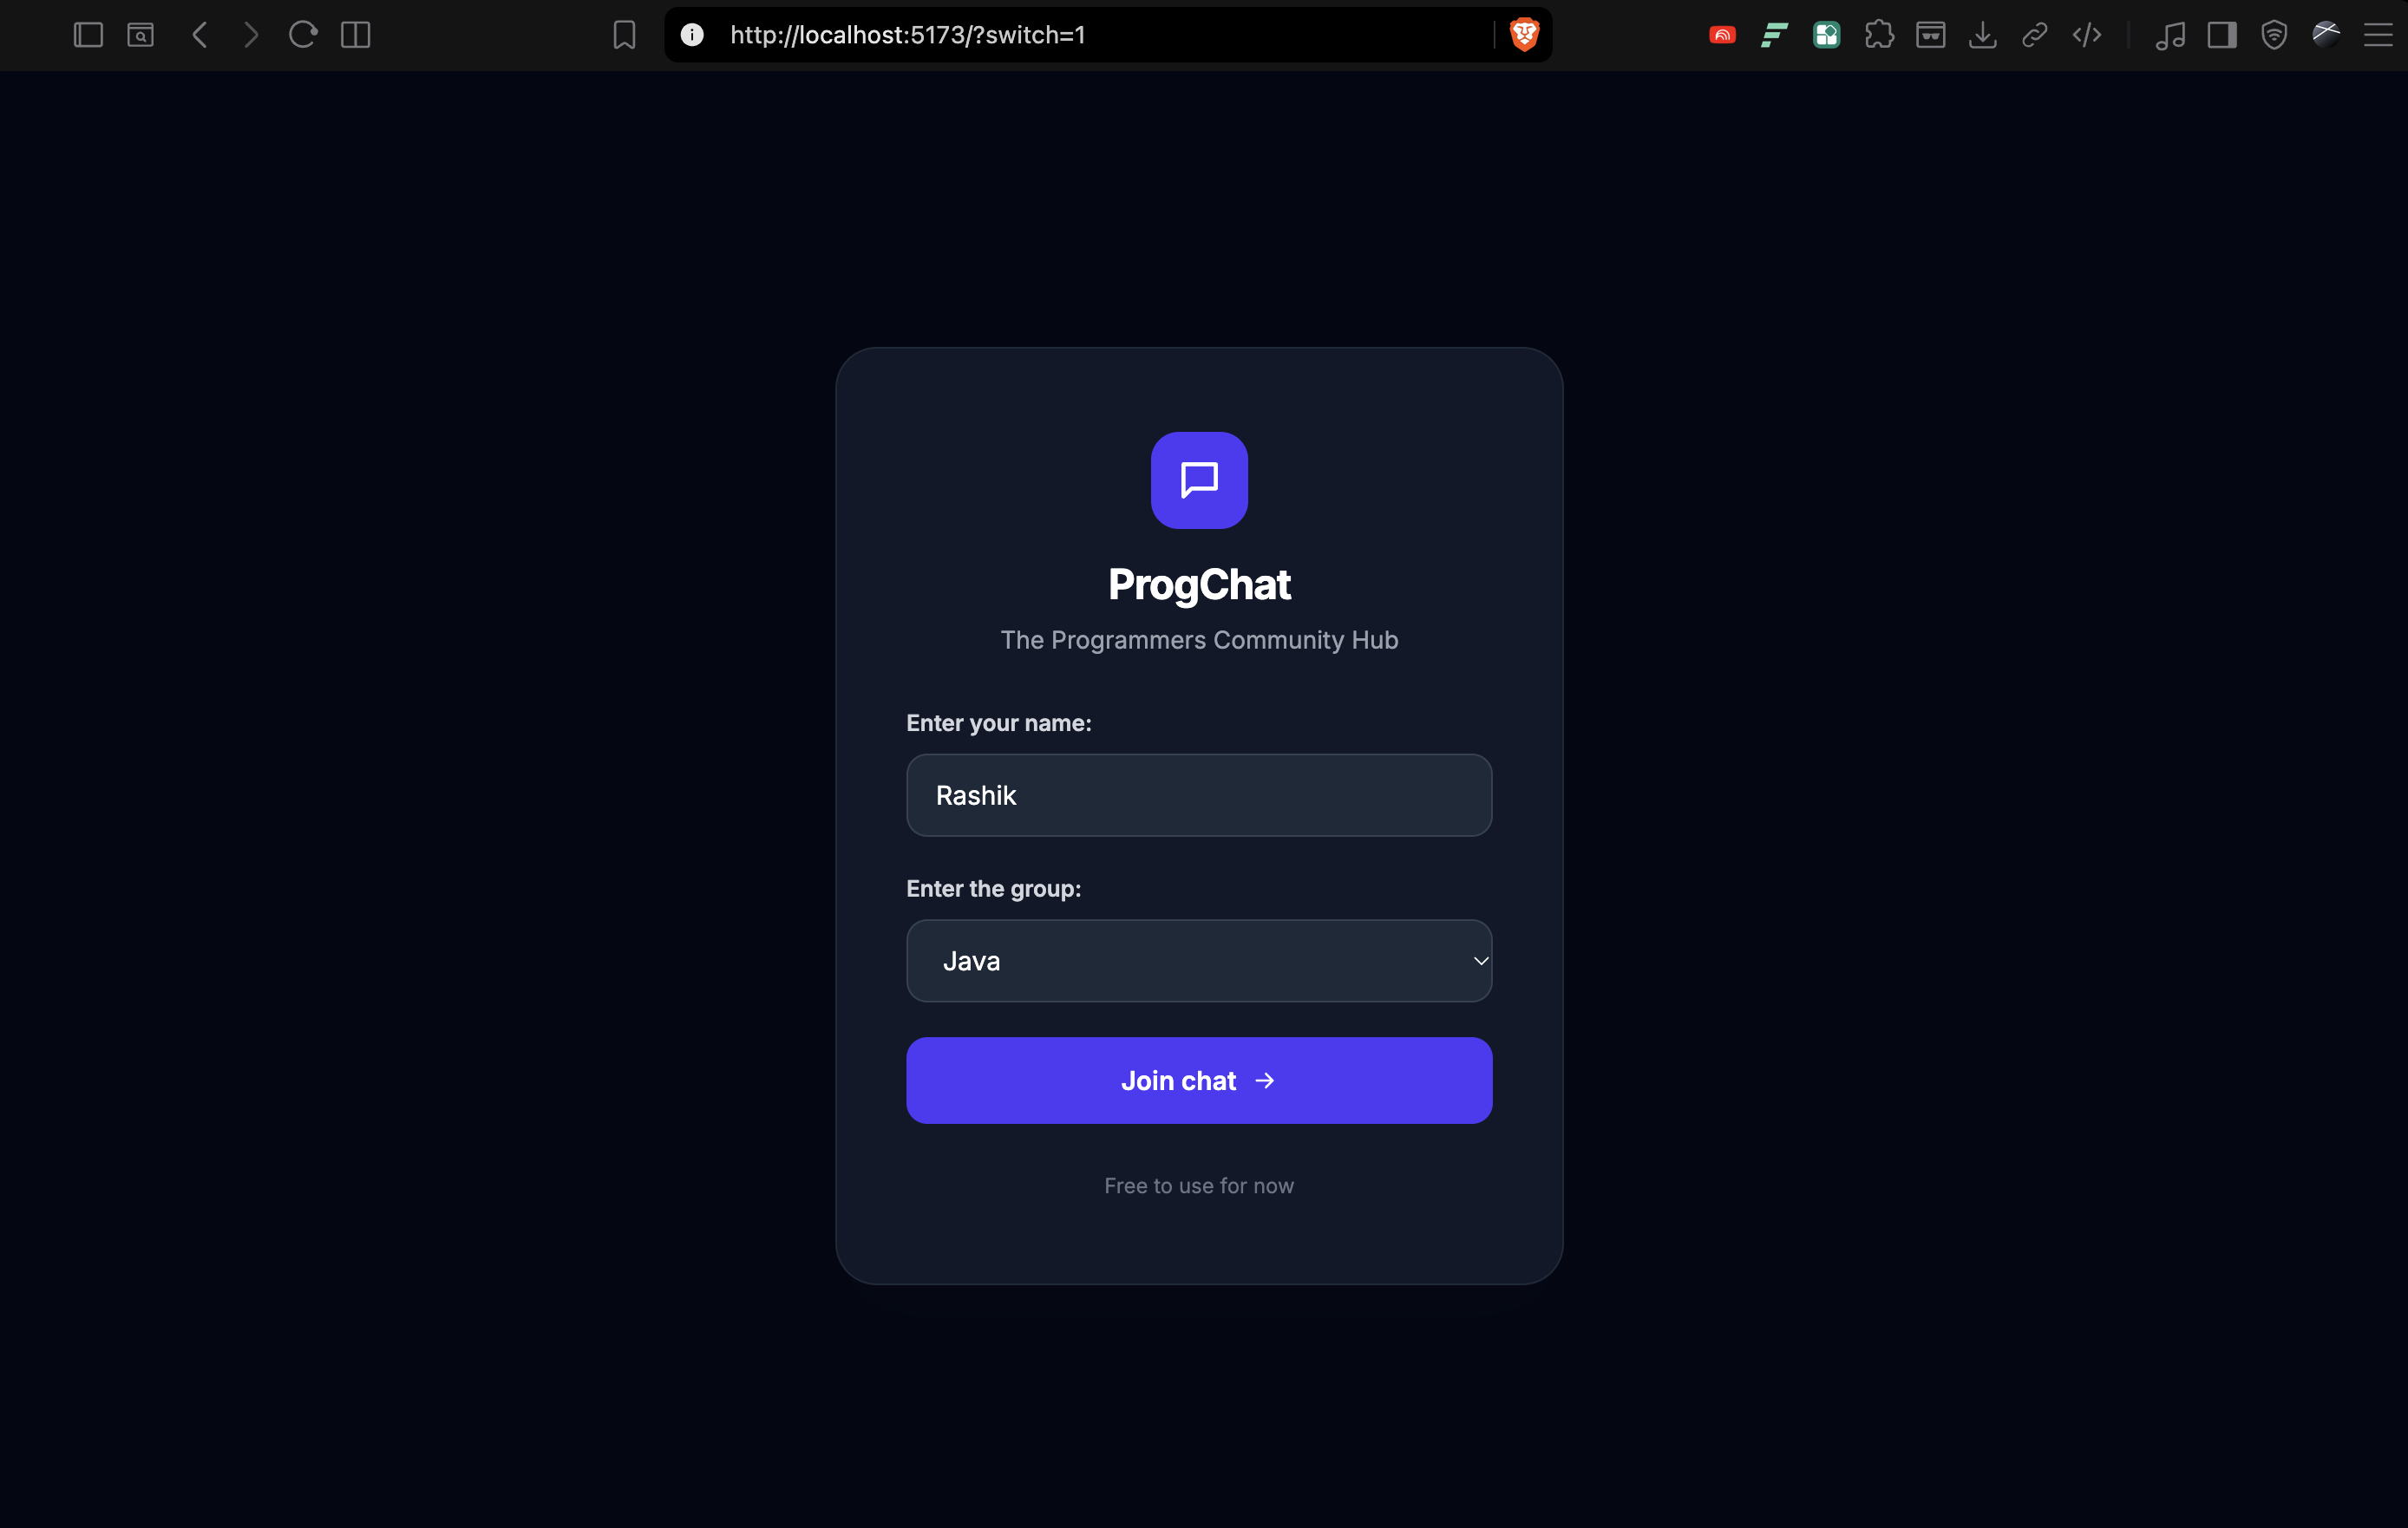 http://localhost:5173/?switch=1
ProgChat
The Programmers Community Hub
Enter your name:
Rashik
Enter the group:
Java
Join chat →
Free to use for now